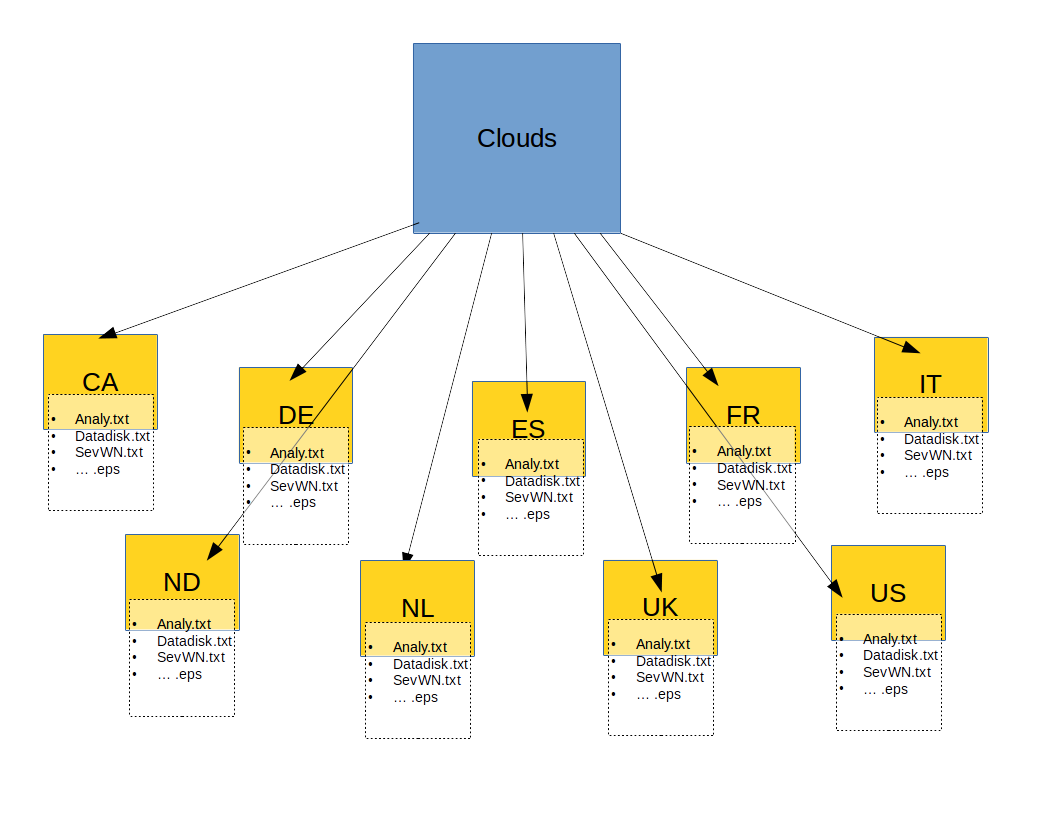 Clouds
CA
• Analy.txt
• Datadisk.txt
• SevWN.txt
• … .eps
DE
• Analy.txt
• Datadisk.txt
• SevWN.txt
• … .eps
ES
• Analy.txt
• Datadisk.txt
• SevWN.txt
• … .eps
FR
• Analy.txt
• Datadisk.txt
• SevWN.txt
• … .eps
IT
• Analy.txt
• Datadisk.txt
• SevWN.txt
• … .eps
ND
• Analy.txt
• Datadisk.txt
• SevWN.txt
• … .eps
NL
• Analy.txt
• Datadisk.txt
• SevWN.txt
• … .eps
UK
• Analy.txt
• Datadisk.txt
• SevWN.txt
• … .eps
US
• Analy.txt
• Datadisk.txt
• SevWN.txt
• … .eps